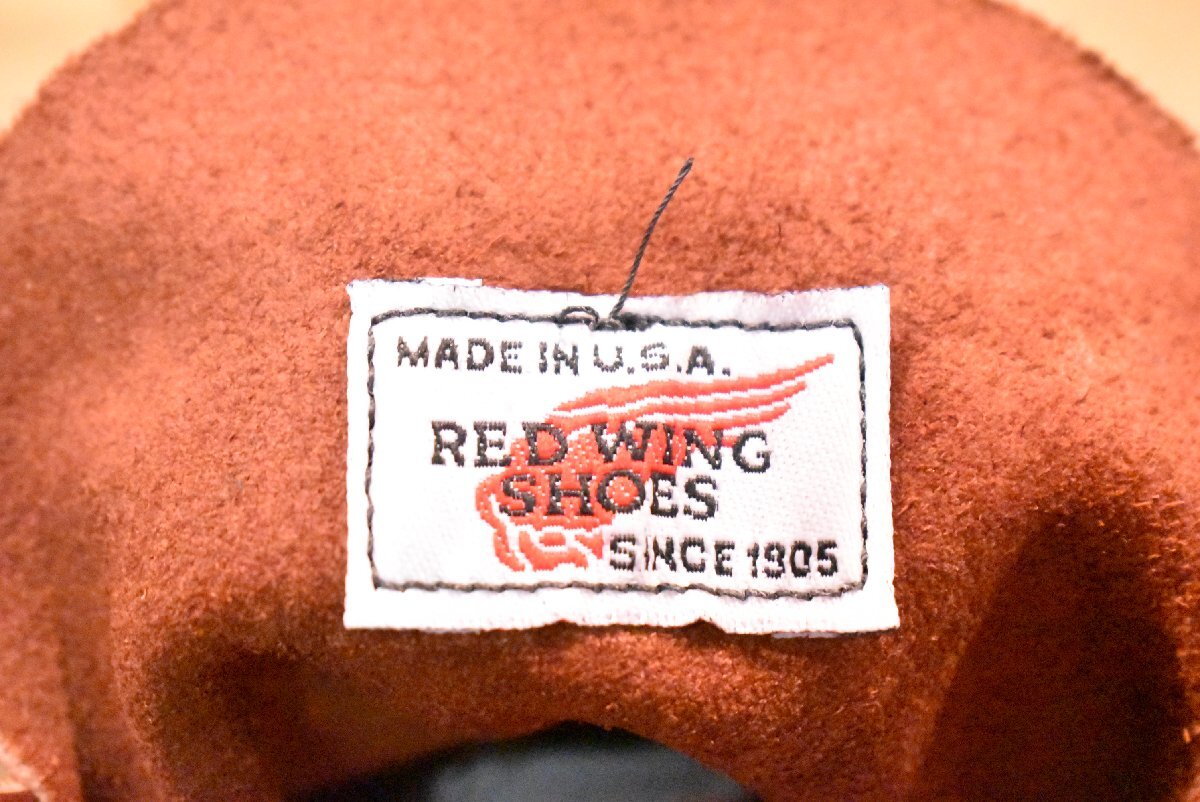 MADE IN U.S.A.
RED WING
SHOES
SINCE 1905